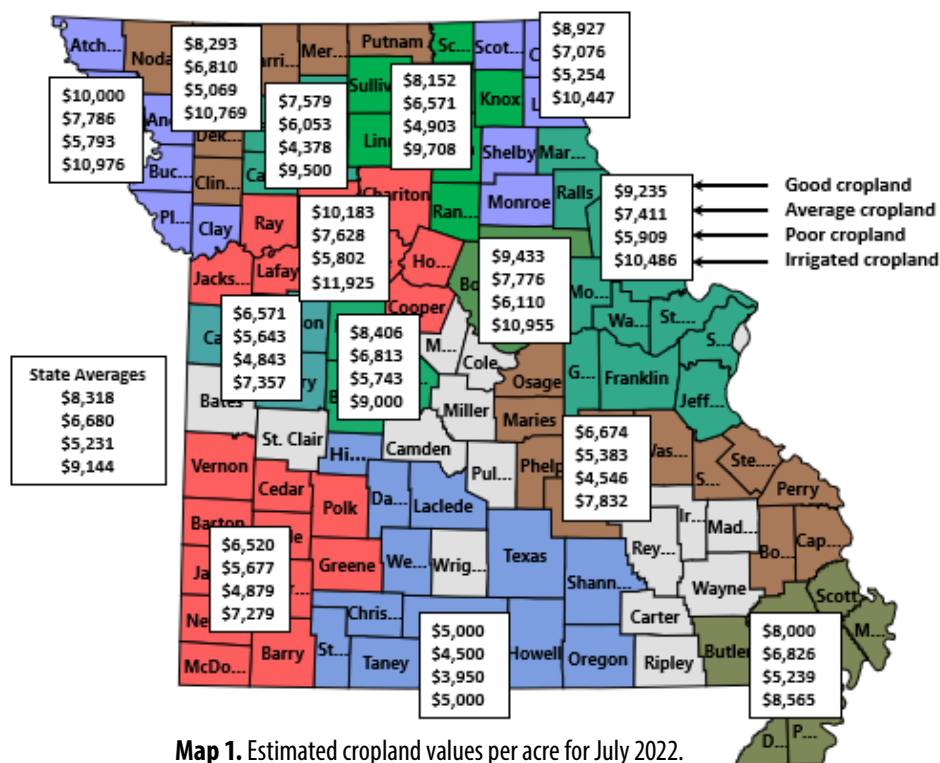 Atch...
Noda
arri...
Mer...
Putnam
Sc...
Scot...
C
$8,927
$7,076
$5,254
$10,447
$8,293
$6,810
$5,069
$10,769
$10,000
$7,786
$5,793
$10,976
$7,579
$6,053
$4,378
$9,500
Sulliv
$8,152
$6,571
$4,903
$9,708
Knox
L
An
Dek...
Lin
Shelby
Mar...
Buc...
Clin...
Ca
Chariton
Ran...
Monroe
Ralls
$9,235
$7,411
$5,909
$10,486
Good cropland
Average cropland
Poor cropland
Irrigated cropland
Pl...
Clay
Ray
$10,183
$7,628
$5,802
$11,925
Jacks...
Lafay
Ho...
Bo
$9,433
$7,776
$6,110
$10,955
Mo...
Cooper
Wa...
St....
S...
Ca
$6,571
$5,643
$4,843
$7,357
on
ry
$8,406
$6,813
$5,743
$9,000
B
M...
Cole
Osage
G...
Franklin
Jeff...
State Averages
$8,318
$6,680
$5,231
$9,144
Bates
St. Clair
Hi...
Camden
Miller
Maries
Pul...
Phelp
$6,674
$5,383
$4,546
$7,832
Vas...
S...
Ste....
Perry
Vernon
Cedar
Polk
Da...
Laclede
Barton
de
Ir...
Mad...
Bo...
Cap...
Ja
$6,520
$5,677
$4,879
$7,279
...
Greene
We...
Wrig...
Texas
Shann...
Rey...
Wayne
Scott
Ne
Chris...
Carter
M...
McDo...
Barry
St...
Taney
$5,000
$4,500
$3,950
$5,000
Howell
Oregon
Ripley
Butler
$8,000
$6,826
$5,239
$8,565
D...
P...
Map 1. Estimated cropland values per acre for July 2022.